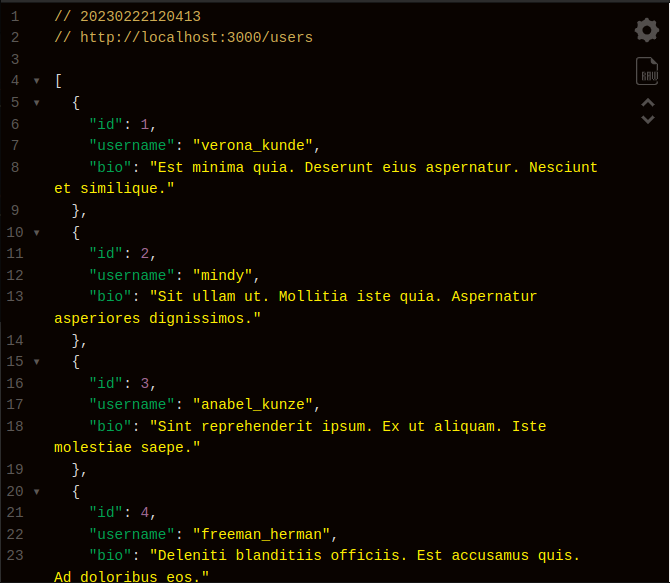 1 // 20230222120413
2 // http://localhost:3000/users
3
4 ▾ [
5 ▾ {
6 "id": 1,
7 "username": "verona_kunde",
8 "bio": "Est minima quia. Deserunt eius aspernatur. Nesciunt
et similique."
9 },
10 ▾ {
11 "id": 2,
12 "username": "mindy",
13 "bio": "Sit ullam ut. Mollitia iste quia. Aspernatur
asperiores dignissimos."
14 },
15 ▾ {
16 "id": 3,
17 "username": "anabel_kunze",
18 "bio": "Sint reprehenderit ipsum. Ex ut aliquam. Iste
molestiae saepe."
19 },
20 ▾ {
21 "id": 4,
22 "username": "freeman_herman",
23 "bio": "Deleniti blanditiis officiis. Est accusamus quis.
Ad doloribus eos."
RAW